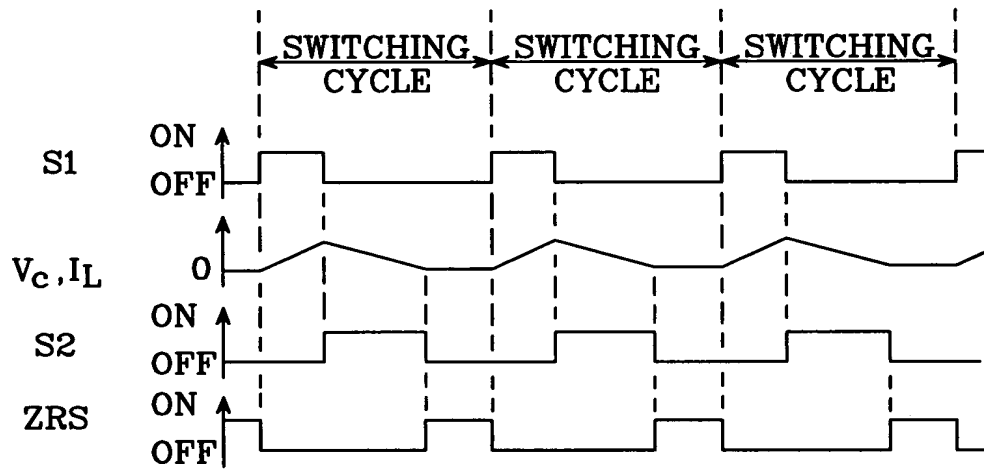 SWITCHING CYCLE
SWITCHING CYCLE
SWITCHING CYCLE
S1
ON
OFF
Vc,IL
0
S2
ON
OFF
ZRS
ON
OFF